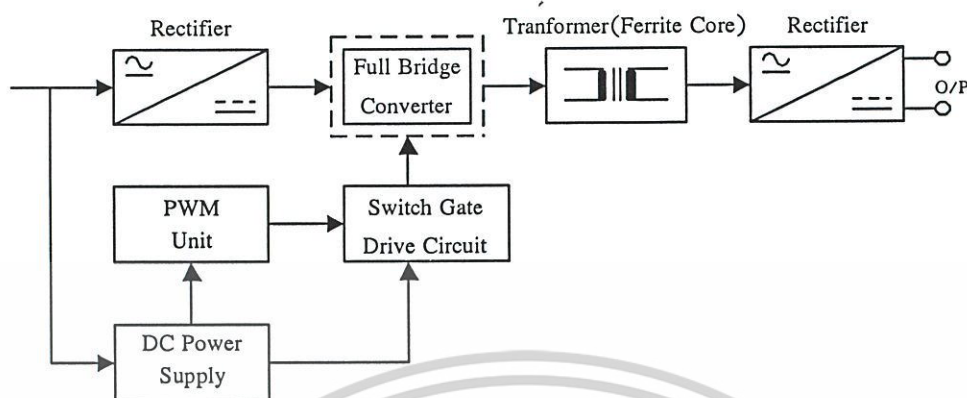 Rectifier
Tranformer(Ferrite Core)
Rectifier
Full Bridge
Converter
O/P
PWM
Unit
Switch Gate
Drive Circuit
DC Power
Supply